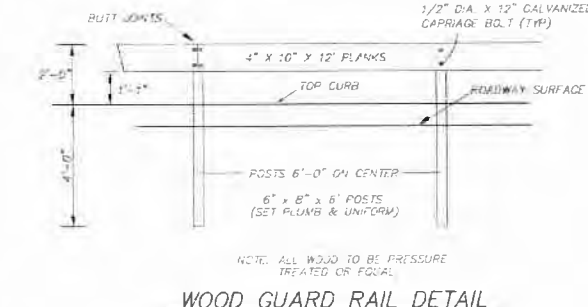 BUTT JOINTS
1/2" DIA. X 12" GALVANIZED
CARRIAGE BOLT (TYP)
4" X 10" X 12' PLANKS
TOP CURB
ROADWAY SURFACE
4'-0"
POSTS 6'-0" ON CENTER
6" x 8" x 6' POSTS
(SET PLUMB & UNIFORM)
NOTE: ALL WOOD TO BE PRESSURE
TREATED OR EQUAL
WOOD GUARD RAIL DETAIL